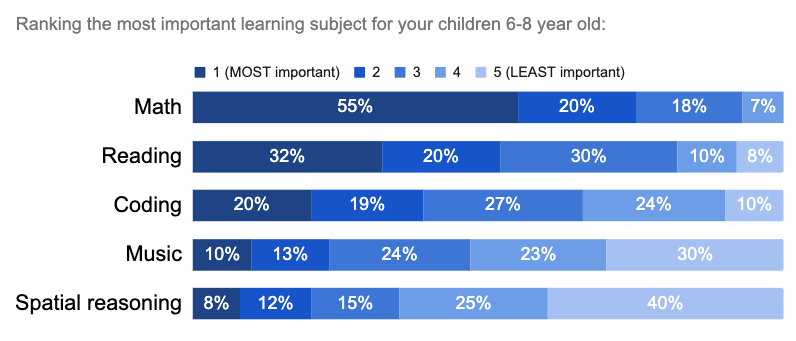 Ranking the most important learning subject for your children 6-8 year old:
1 (MOST important) 2 3 4 5 (LEAST important)
Math 55% 20% 18% 7%
Reading 32% 20% 30% 10% 8%
Coding 20% 19% 27% 24% 10%
Music 10% 13% 24% 23% 30%
Spatial reasoning 8% 12% 15% 25% 40%